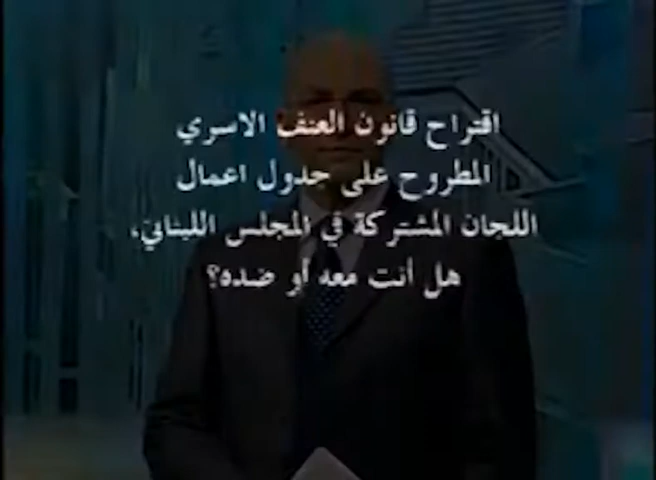 اقتراح قانون العنف الاسري
المطروح على جدول اعمال
اللجان المشتركة في المجلس اللبناني،
هل أنت معه أو ضده؟